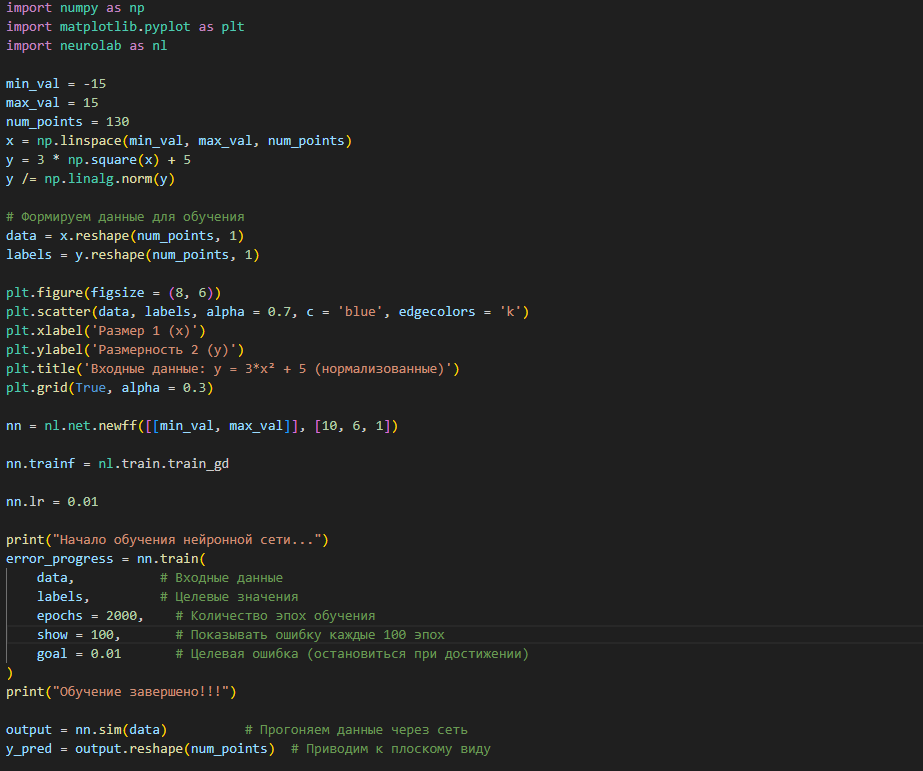 import numpy as np
import matplotlib.pyplot as plt
import neurolab as nl
min_val = -15
max_val = 15
num_points = 130
x = np.linspace(min_val, max_val, num_points)
y = 3 * np.square(x) + 5
y /= np.linalg.norm(y)
# Формируем данные для обучения
data = x.reshape(num_points, 1)
labels = y.reshape(num_points, 1)
plt.figure(figsize = (8, 6))
plt.scatter(data, labels, alpha = 0.7, c = 'blue', edgecolors = 'k')
plt.xlabel('Размер 1 (x)')
plt.ylabel('Размерность 2 (y)')
plt.title('Входные данные: y = 3*x² + 5 (нормализованные)')
plt.grid(True, alpha = 0.3)
nn = nl.net.newff([[min_val, max_val]], [10, 6, 1])
nn.trainf = nl.train.train_gd
nn.lr = 0.01
print("Начало обучения нейронной сети...")
error_progress = nn.train(
    data,           # Входные данные
    labels,         # Целевые значения
    epochs = 2000,    # Количество эпох обучения
    show = 100,       # Показывать ошибку каждые 100 эпох
    goal = 0.01       # Целевая ошибка (остановиться при достижении)
)
print("Обучение завершено!!!")
output = nn.sim(data)          # Прогоняем данные через сеть
y_pred = output.reshape(num_points)  # Приводим к плоскому виду